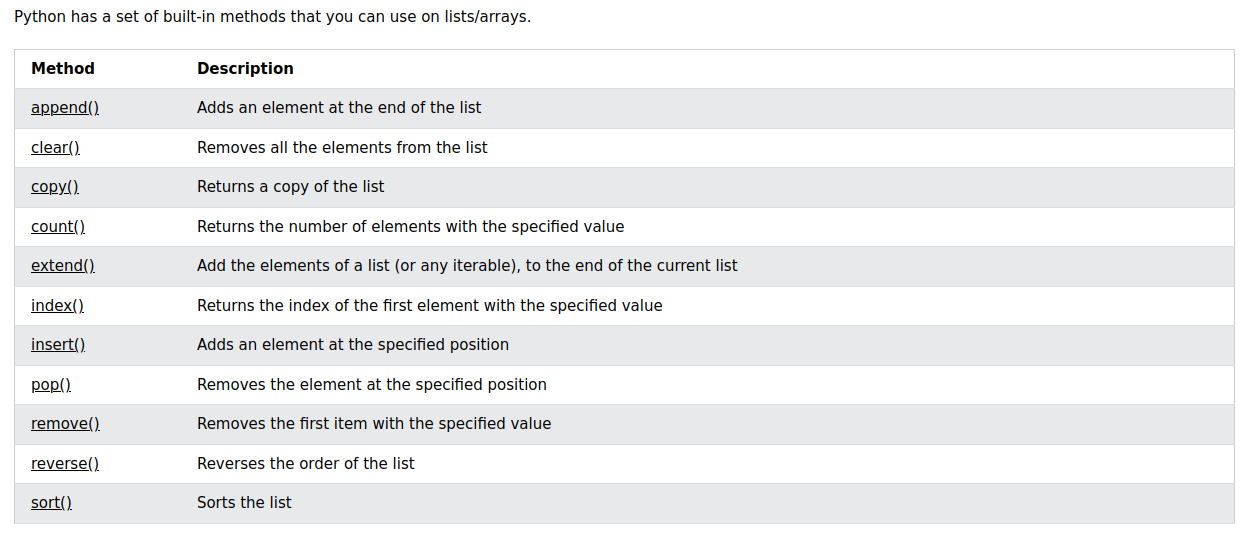 Python has a set of built-in methods that you can use on lists/arrays.
Method Description
append() Adds an element at the end of the list
clear() Removes all the elements from the list
copy() Returns a copy of the list
count() Returns the number of elements with the specified value
extend() Add the elements of a list (or any iterable), to the end of the current list
index() Returns the index of the first element with the specified value
insert() Adds an element at the specified position
pop() Removes the element at the specified position
remove() Removes the first item with the specified value
reverse() Reverses the order of the list
sort() Sorts the list